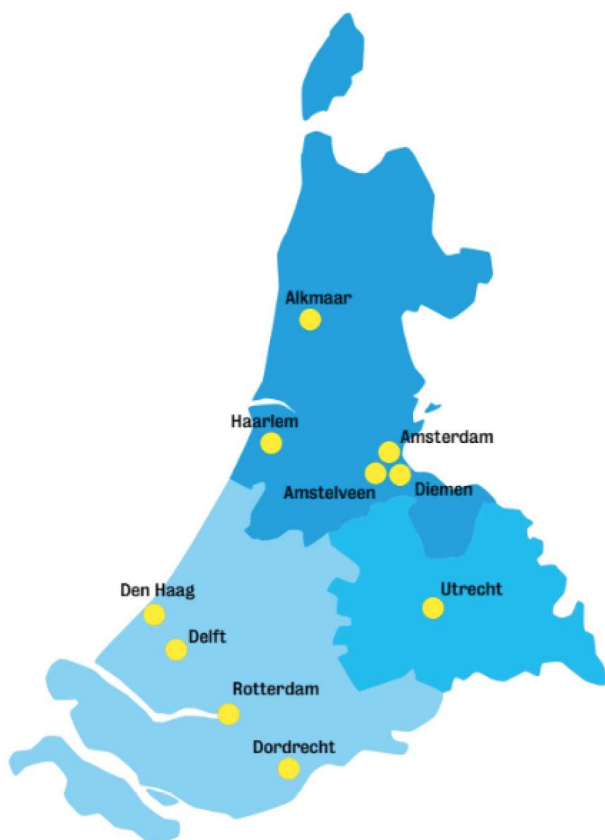 Alkmaar
Haarlem
Amsterdam
Amstelveen
Diemen
Den Haag
Utrecht
Delft
Rotterdam
Dordrecht